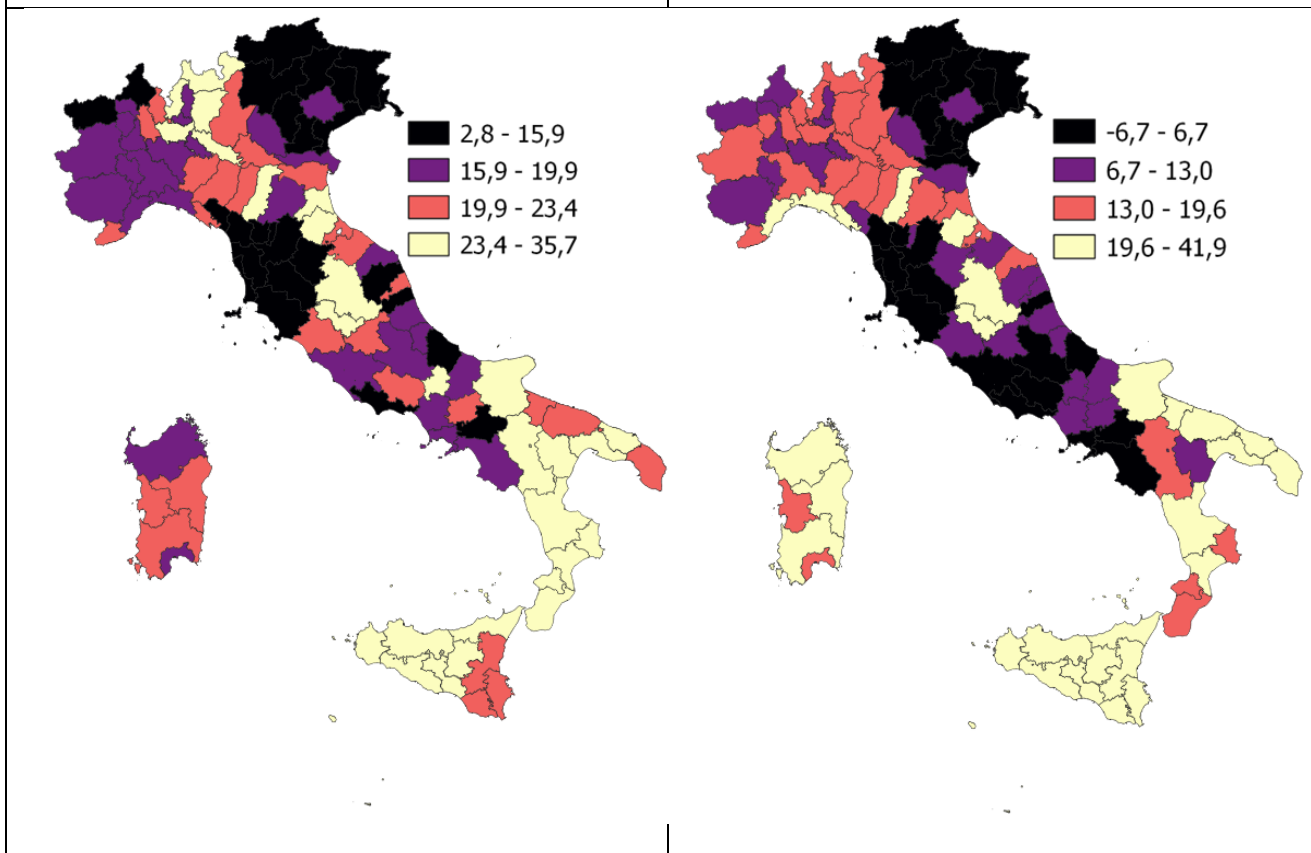 2,8 - 15,9
15,9 - 19,9
19,9 - 23,4
23,4 - 35,7
-6,7 - 6,7
6,7 - 13,0
13,0 - 19,6
19,6 - 41,9